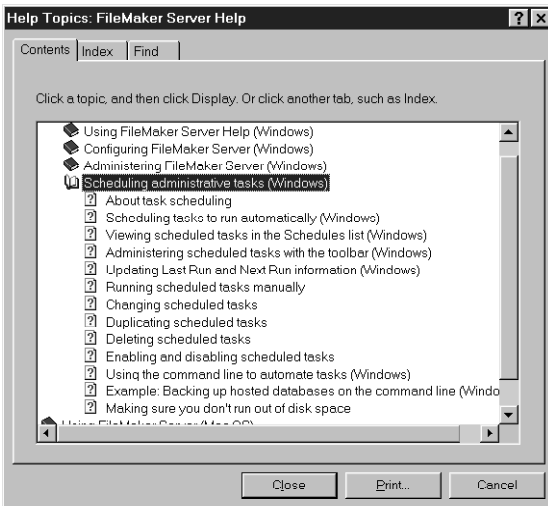 Help Topics: FileMaker Server Help
Contents Index Find
Click a topic, and then click Display. Or click another tab, such as Index.
Using FileMaker Server Help (Windows)
Configuring FileMaker Server (Windows)
Administering FileMaker Server (Windows)
Scheduling administrative tasks (Windows)
About task scheduling
Scheduling tasks to run automatically (Windows)
Viewing scheduled tasks in the Schedules list (Windows)
Administering scheduled tasks with the toolbar (Windows)
Updating Last Run and Next Run information (Windows)
Running scheduled tasks manually
Changing scheduled tasks
Duplicating scheduled tasks
Deleting scheduled tasks
Enabling and disabling scheduled tasks
Using the command line to automate tasks (Windows)
Example: Backing up hosted databases on the command line (Windo
Making sure you don't run out of disk space
Using FileMaker Server (Mac OS)
Close Print... Cancel